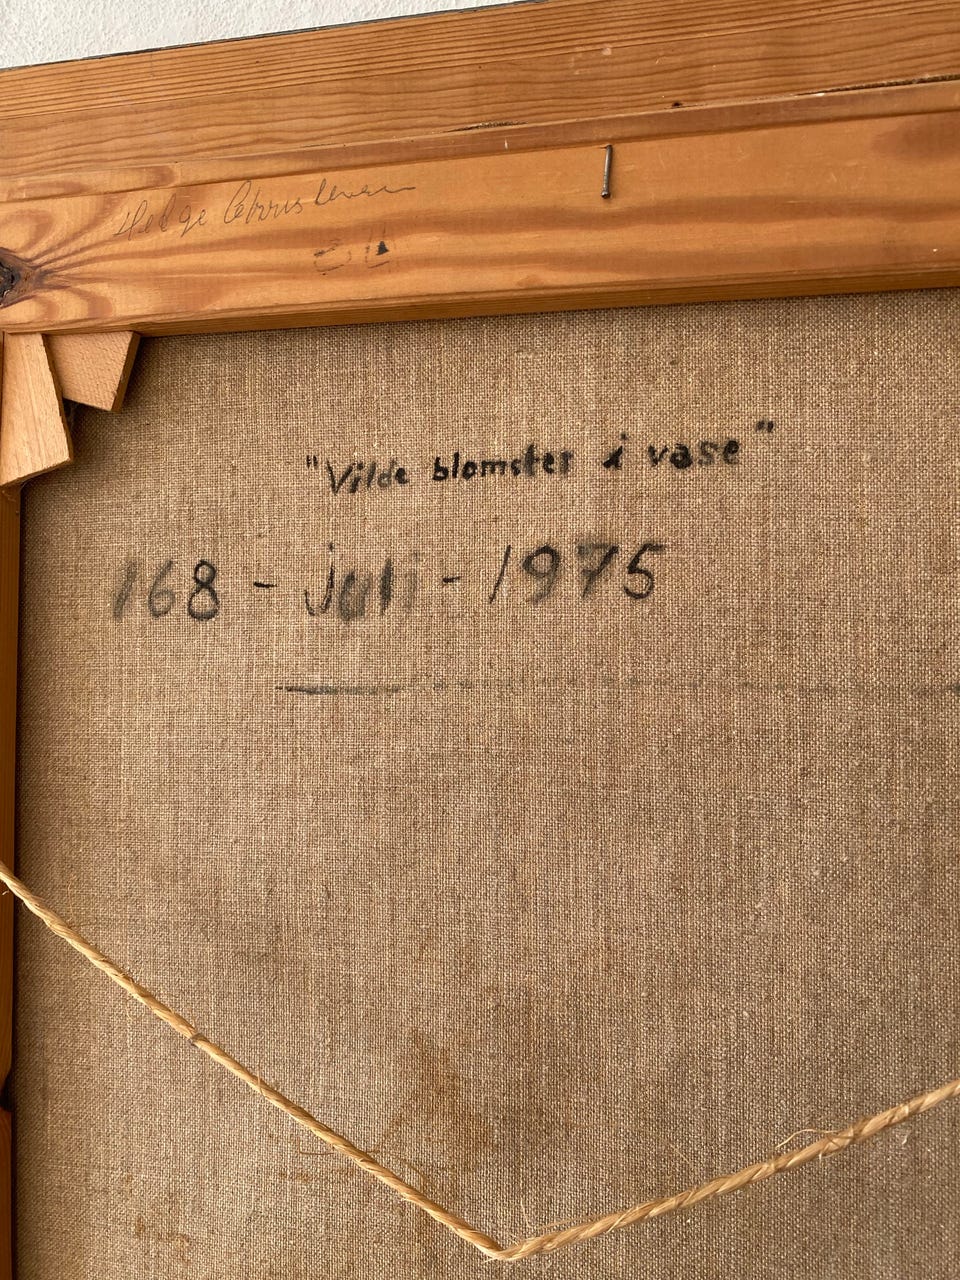 Helge Christensen
"Vilde blomster i vase"
168 - juli - 1975